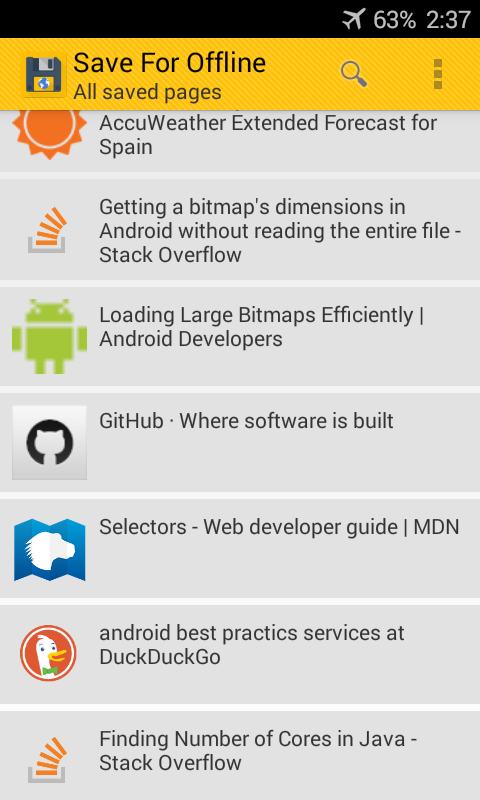 63% 2:37
Save For Offline
All saved pages
AccuWeather Extended Forecast for
Spain
Getting a bitmap's dimensions in
Android without reading the entire file -
Stack Overflow
Loading Large Bitmaps Efficiently |
Android Developers
GitHub · Where software is built
Selectors - Web developer guide | MDN
android best practics services at
DuckDuckGo
Finding Number of Cores in Java -
Stack Overflow